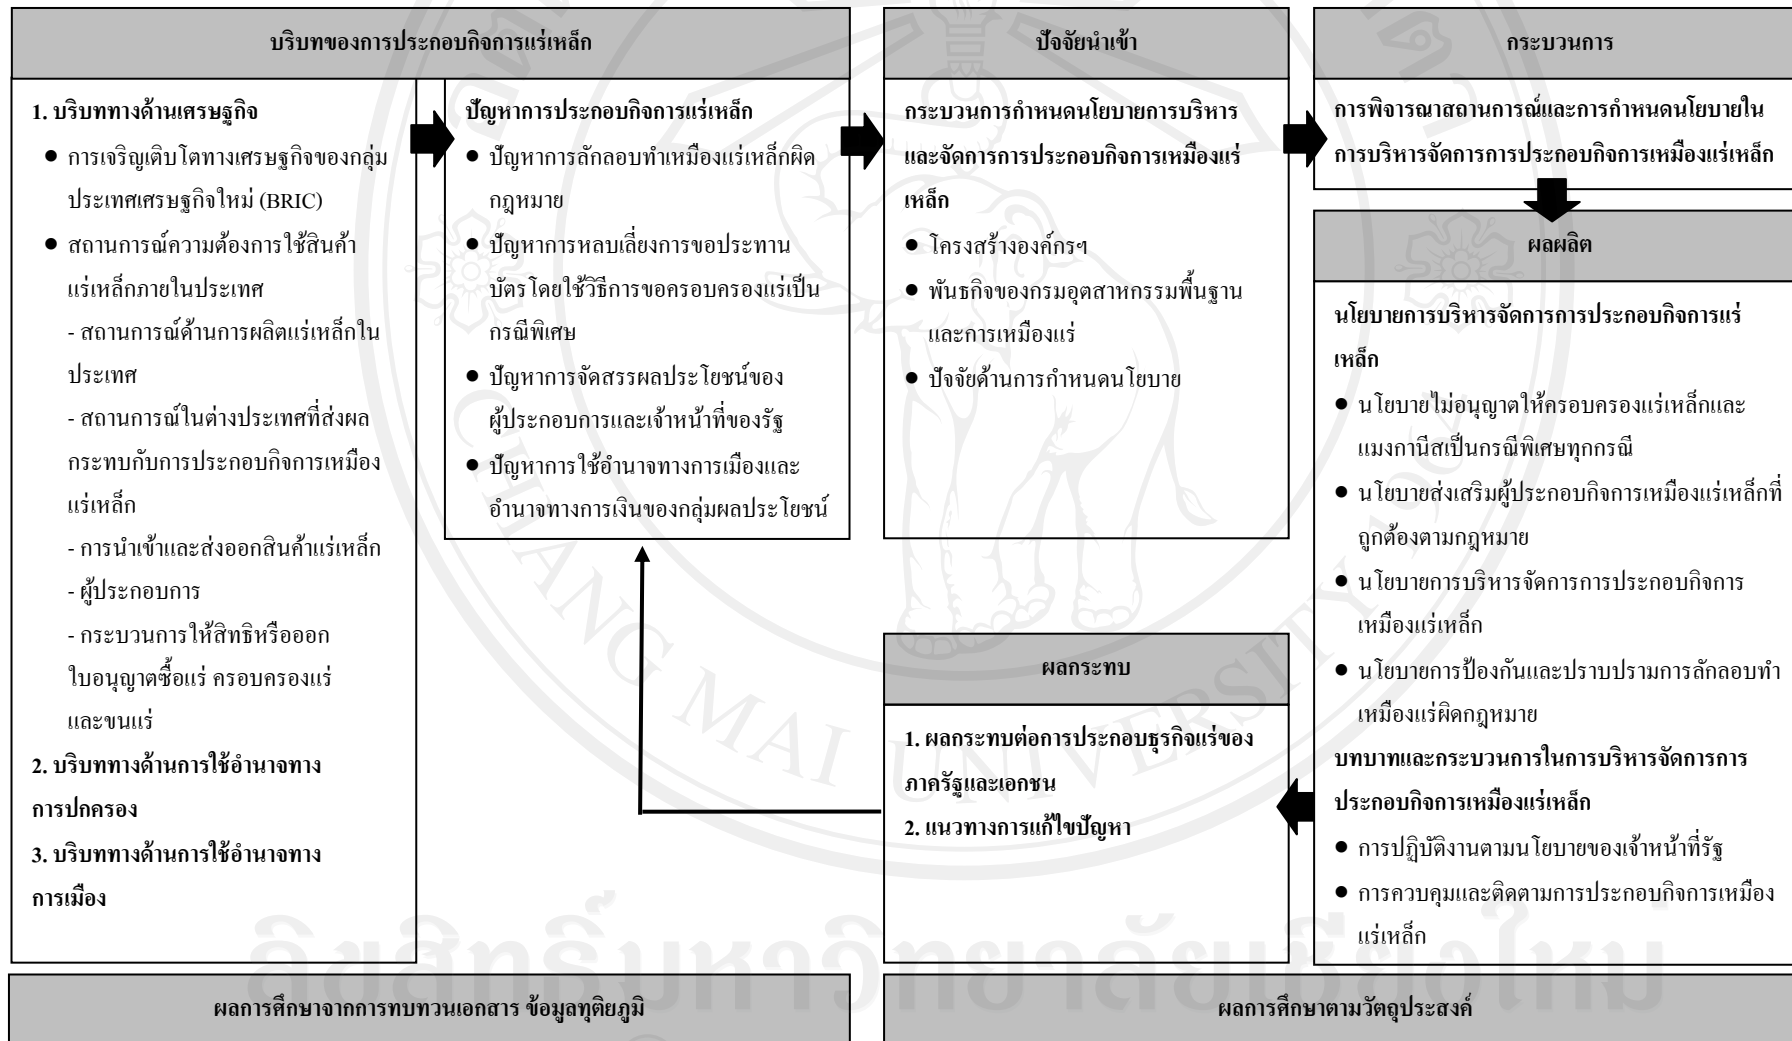 บริบทของการประกอบกิจการแร่เหล็ก
1. บริบททางด้านเศรษฐกิจ
● การเจริญเติบโตทางเศรษฐกิจของกลุ่ม
ประเทศเศรษฐกิจใหม่ (BRIC)
● สถานการณ์ความต้องการใช้สินค้า
แร่เหล็กภายในประเทศ
- สถานการณ์ด้านการผลิตแร่เหล็กใน
ประเทศ
- สถานการณ์ในต่างประเทศที่ส่งผล
กระทบกับการประกอบกิจการเหมือง
แร่เหล็ก
- การนำเข้าและส่งออกสินค้าแร่เหล็ก
- ผู้ประกอบการ
- กระบวนการให้สิทธิหรือออก
ใบอนุญาตซื้อแร่ ครอบครองแร่
และขนแร่
2. บริบททางด้านการใช้อำนาจทาง
การปกครอง
3. บริบททางด้านการใช้อำนาจทาง
การเมือง
ปัญหาการประกอบกิจการแร่เหล็ก
● ปัญหาการลักลอบทำเหมืองแร่เหล็กผิด
กฎหมาย
● ปัญหาการหลบเลี่ยงการขอประทาน
บัตรโดยใช้วิธีการขอครอบครองแร่เป็น
กรณีพิเศษ
● ปัญหาการจัดสรรผลประโยชน์ของ
ผู้ประกอบการและเจ้าหน้าที่ของรัฐ
● ปัญหาการใช้อำนาจทางการเมืองและ
อำนาจทางการเงินของกลุ่มผลประโยชน์
ปัจจัยนำเข้า
กระบวนการกำหนดนโยบายการบริหาร
และจัดการการประกอบกิจการเหมืองแร่
เหล็ก
● โครงสร้างองค์กรฯ
● พันธกิจของกรมอุตสาหกรรมพื้นฐาน
และการเหมืองแร่
● ปัจจัยด้านการกำหนดนโยบาย
กระบวนการ
การพิจารณาสถานการณ์และการกำหนดนโยบายใน
การบริหารจัดการการประกอบกิจการเหมืองแร่เหล็ก
ผลผลิต
นโยบายการบริหารจัดการการประกอบกิจการแร่
เหล็ก
● นโยบายไม่อนุญาตให้ครอบครองแร่เหล็กและ
แมงกานีสเป็นกรณีพิเศษทุกกรณี
● นโยบายส่งเสริมผู้ประกอบกิจการเหมืองแร่เหล็กที่
ถูกต้องตามกฎหมาย
● นโยบายการบริหารจัดการการประกอบกิจการ
เหมืองแร่เหล็ก
● นโยบายการป้องกันและปราบปรามการลักลอบทำ
เหมืองแร่ผิดกฎหมาย
บทบาทและกระบวนการในการบริหารจัดการการ
ประกอบกิจการเหมืองแร่เหล็ก
● การปฏิบัติงานตามนโยบายของเจ้าหน้าที่รัฐ
● การควบคุมและติดตามการประกอบกิจการเหมือง
แร่เหล็ก
ผลกระทบ
1. ผลกระทบต่อการประกอบธุรกิจแร่ของ
ภาครัฐและเอกชน
2. แนวทางการแก้ไขปัญหา
ผลการศึกษาจากการทบทวนเอกสาร ข้อมูลทุติยภูมิ
ผลการศึกษาตามวัตถุประสงค์
CHIANG MAI UNIVERSITY 1964
ลิขสิทธิ์มหาวิทยาลัยเชียงใหม่